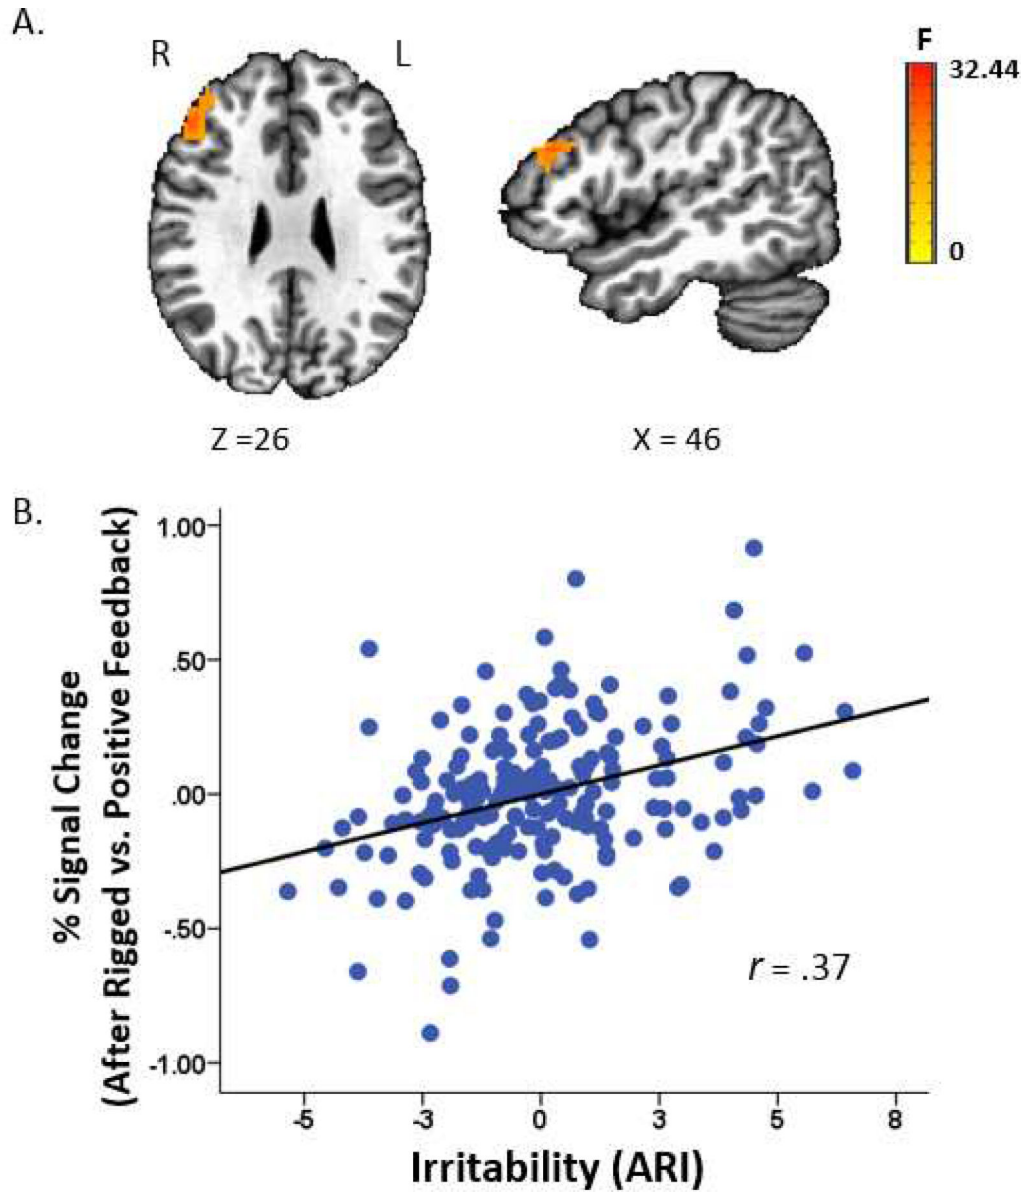 A.
R
L
F
32.44
0
Z =26
X = 46
B.
% Signal Change
(After Rigged vs. Positive Feedback)
1.00
.50
.00
-.50
-1.00
r = .37
-5
-3
0
3
5
8
Irritability (ARI)